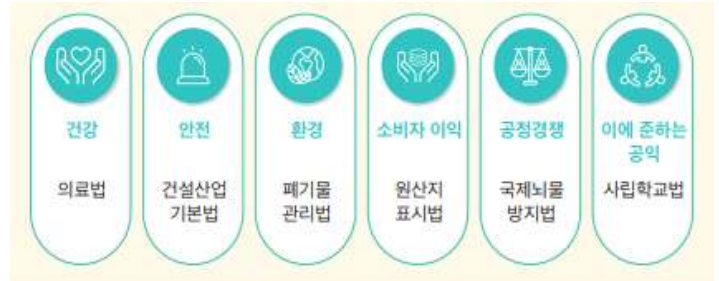 건강
의료법
안전
건설산업
기본법
환경
폐기물
관리법
소비자 이익
원산지
표시법
공정경쟁
국제뇌물
방지법
이에 준하는
공익
사립학교법